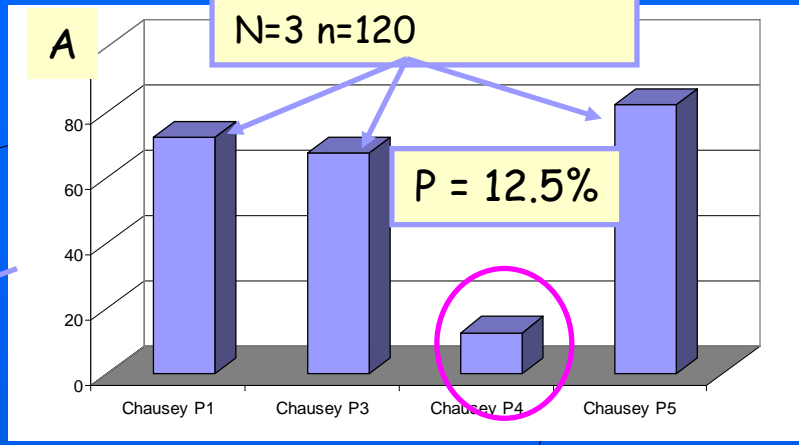 A
N=3 n=120
P = 12.5%
80
60
40
20
0
Chausey P1
Chausey P3
Chausey P4
Chausey P5